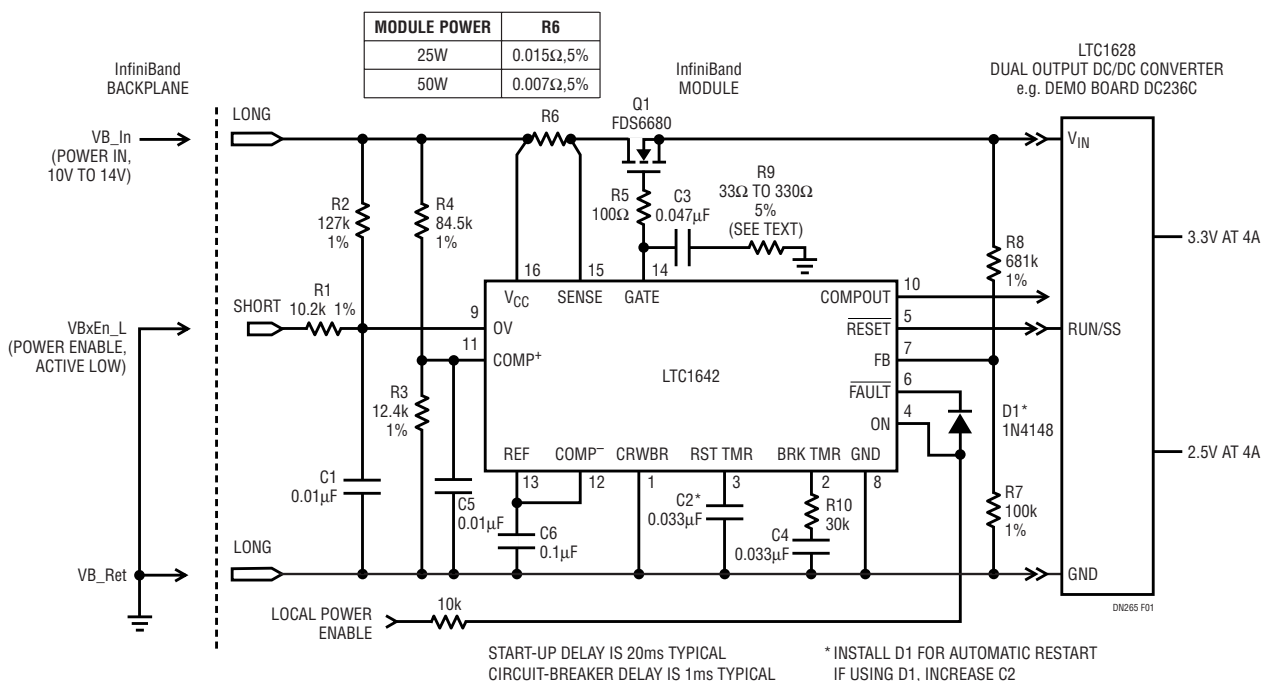 MODULE POWER R6
25W 0.015Ω,5%
50W 0.007Ω,5%
InfiniBand
BACKPLANE
InfiniBand
MODULE
LTC1628
DUAL OUTPUT DC/DC CONVERTER
e.g. DEMO BOARD DC236C
VB_In
(POWER IN,
10V TO 14V)
LONG
R6
Q1
FDS6680
VIN
R2
127k
1%
R4
84.5k
1%
R5
100Ω
C3
0.047µF
R9
33Ω TO 330Ω
5%
(SEE TEXT)
R8
681k
1%
3.3V AT 4A
16
15
14
VCC
SENSE
GATE
COMPOUT
10
VBxEn_L
(POWER ENABLE,
ACTIVE LOW)
SHORT
R1
10.2k 1%
9
OV
RESET
5
RUN/SS
11
COMP+
FB
7
LTC1642
FAULT
6
ON
4
D1*
1N4148
R3
12.4k
1%
REF
COMP–
CRWBR
RST TMR
BRK TMR
GND
13
12
1
3
2
8
2.5V AT 4A
C1
0.01µF
C5
0.01µF
C6
0.1µF
C2*
0.033µF
R10
30k
C4
0.033µF
R7
100k
1%
VB_Ret
LONG
GND
DN265 F01
LOCAL POWER
ENABLE
10k
START-UP DELAY IS 20ms TYPICAL
CIRCUIT-BREAKER DELAY IS 1ms TYPICAL
* INSTALL D1 FOR AUTOMATIC RESTART
IF USING D1, INCREASE C2